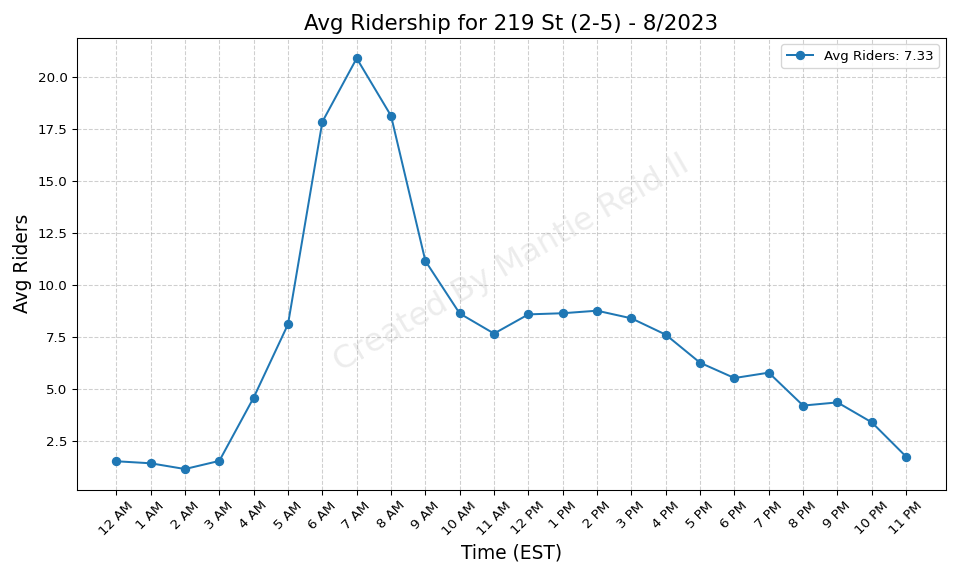 Avg Ridership for 219 St (2-5) - 8/2023
Avg Riders: 7.33
Avg Riders
20.0
17.5
15.0
12.5
10.0
7.5
5.0
2.5
Created By Mantie Reid II
12 AM
1 AM
2 AM
3 AM
4 AM
5 AM
6 AM
7 AM
8 AM
9 AM
10 AM
11 AM
12 PM
1 PM
2 PM
3 PM
4 PM
5 PM
6 PM
7 PM
8 PM
9 PM
10 PM
11 PM
Time (EST)